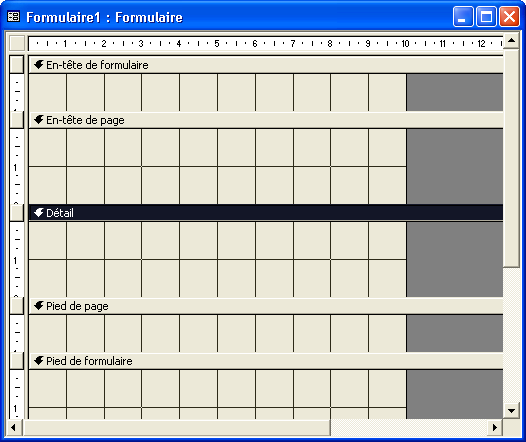 Formulaire1 : Formulaire
1 2 3 4 5 6 7 8 9 10 11 12
En-tête de formulaire
En-tête de page
1
Détail
1
Pied de page
Pied de formulaire
1